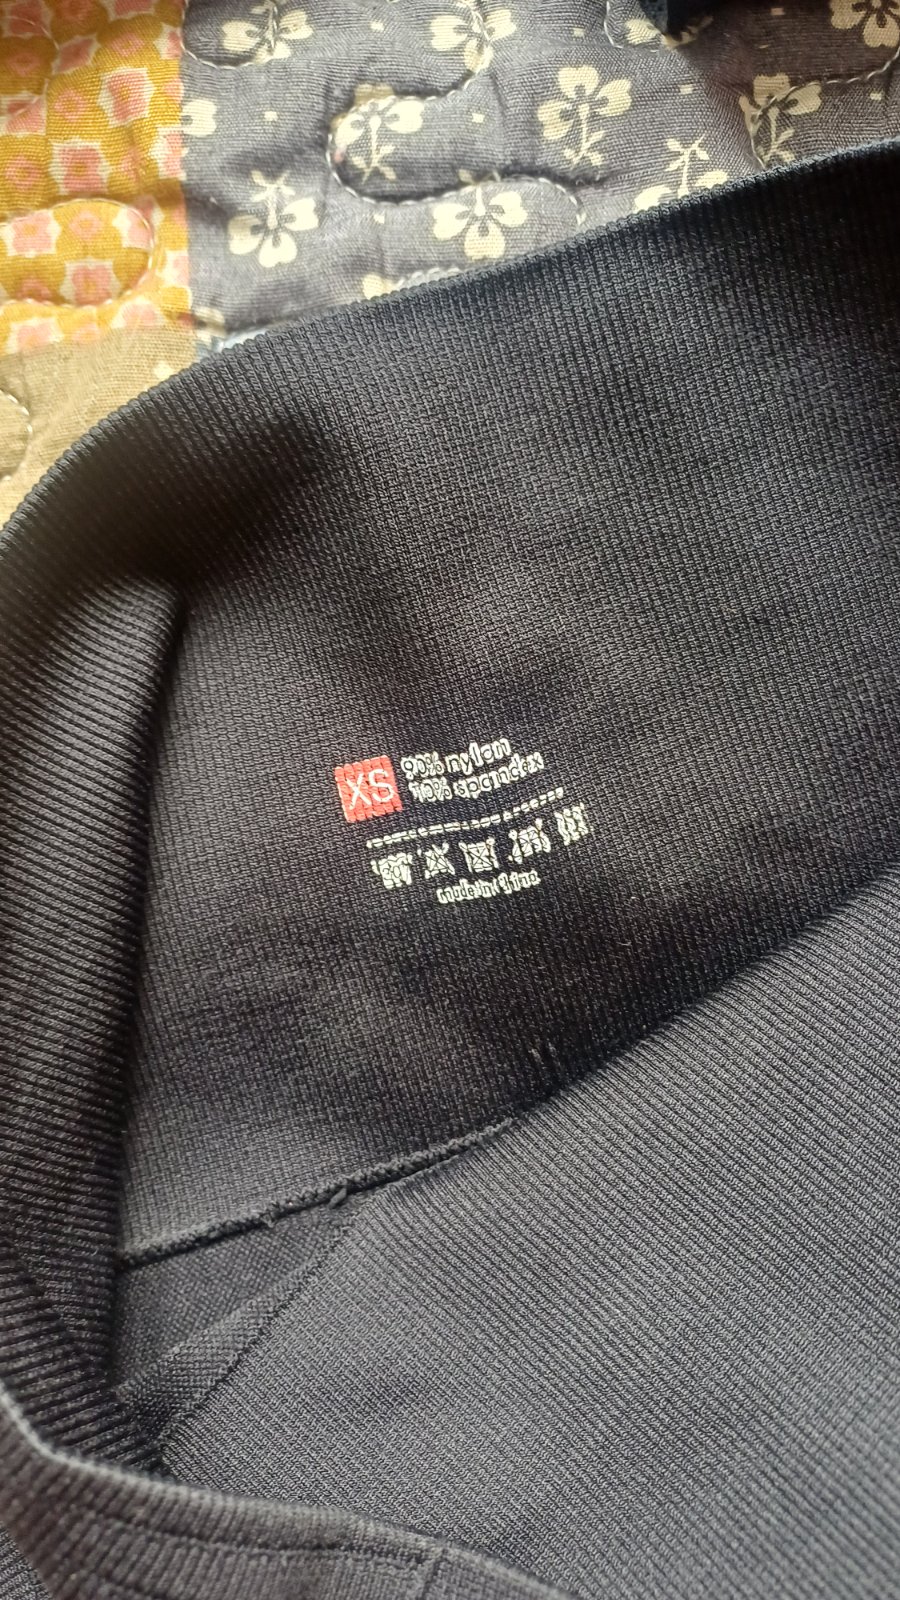 XS
90% nylon
10% spandex
made in China